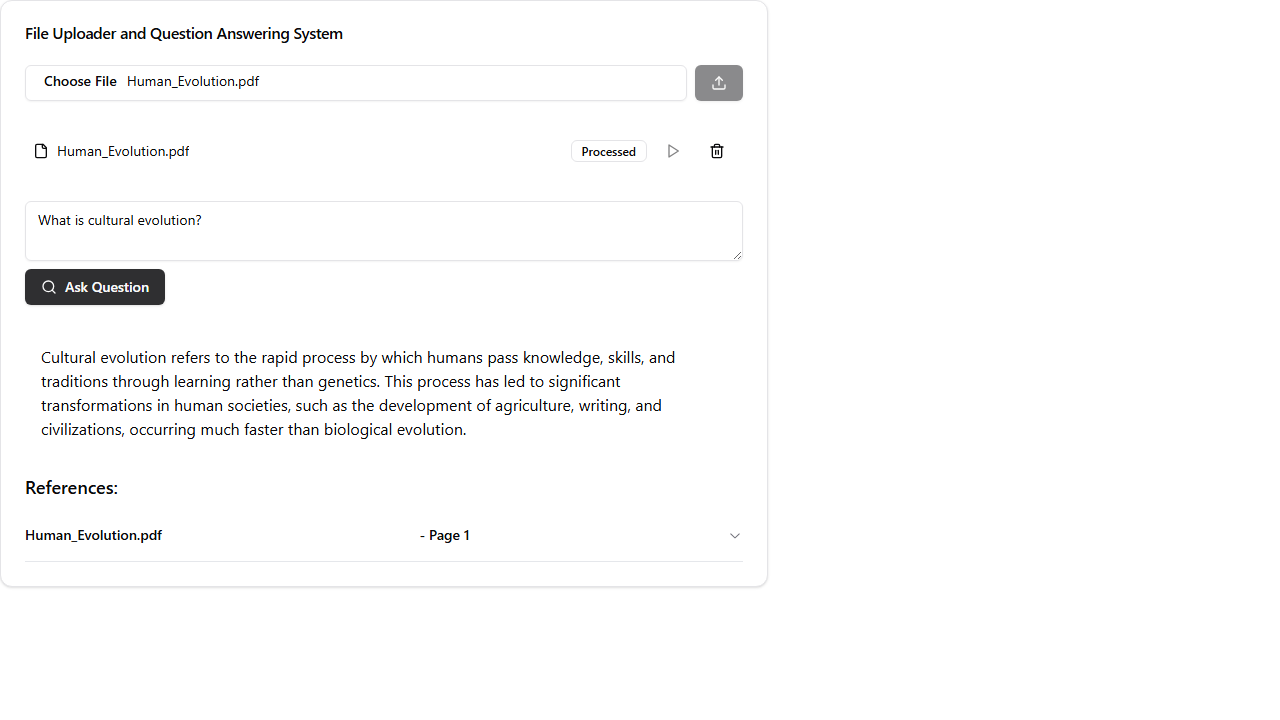 File Uploader and Question Answering System
Choose File Human_Evolution.pdf
Human_Evolution.pdf Processed
What is cultural evolution?
Ask Question
Cultural evolution refers to the rapid process by which humans pass knowledge, skills, and
traditions through learning rather than genetics. This process has led to significant
transformations in human societies, such as the development of agriculture, writing, and
civilizations, occurring much faster than biological evolution.
References:
Human_Evolution.pdf - Page 1